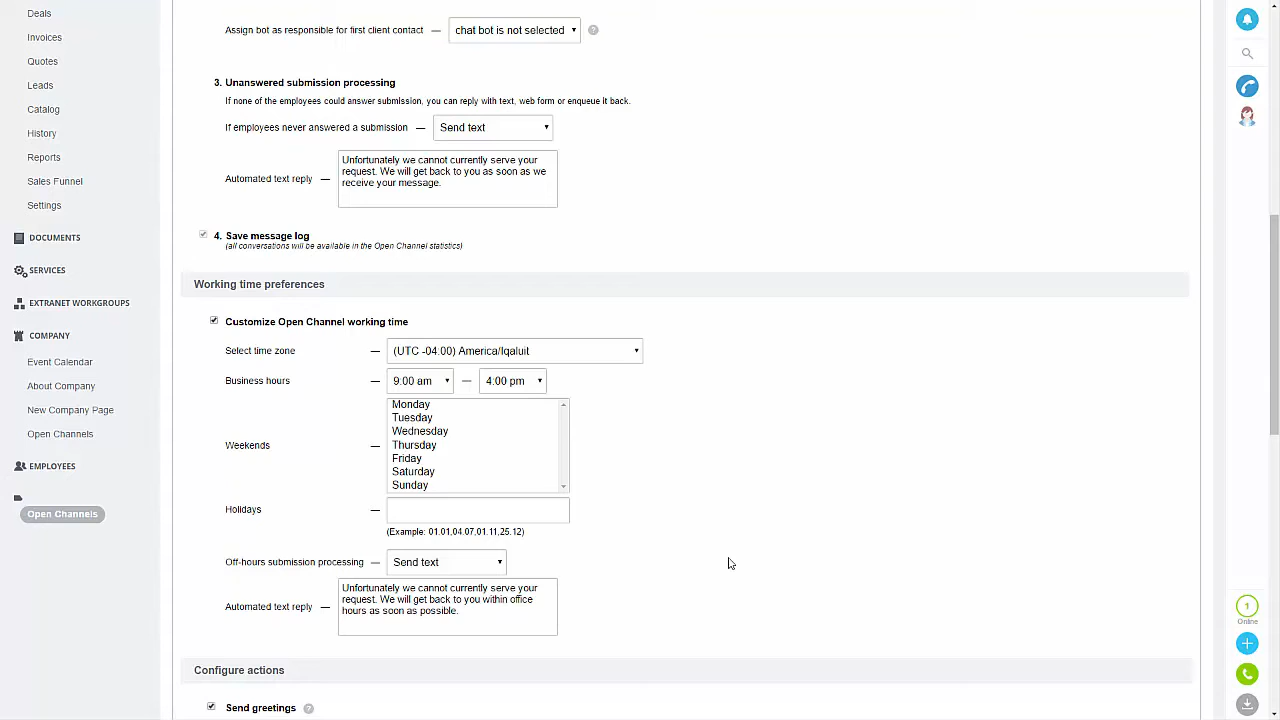 Deals
Invoices
Quotes
Leads
Catalog
History
Reports
Sales Funnel
Settings
DOCUMENTS
SERVICES
EXTRANET WORKGROUPS
COMPANY
Event Calendar
About Company
New Company Page
Open Channels
EMPLOYEES
Open Channels
Assign bot as responsible for first client contact — chat bot is not selected ?
3. Unanswered submission processing
If none of the employees could answer submission, you can reply with text, web form or enqueue it back.
If employees never answered a submission — Send text
Automated text reply —
Unfortunately we cannot currently serve your
request. We will get back to you as soon as we
receive your message.
4. Save message log
(all conversations will be available in the Open Channel statistics)
Working time preferences
Customize Open Channel working time
Select time zone — (UTC -04:00) America/Iqaluit
Business hours — 9:00 am — 4:00 pm
Weekends —
Monday
Tuesday
Wednesday
Thursday
Friday
Saturday
Sunday
Holidays —
(Example: 01.01,04.07,01.11,25.12)
Off-hours submission processing — Send text
Automated text reply —
Unfortunately we cannot currently serve your
request. We will get back to you within office
hours as soon as possible.
Configure actions
Send greetings ?
1
Online